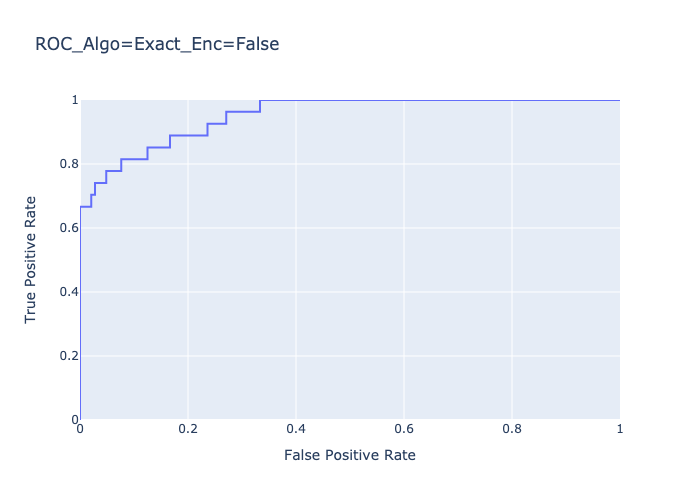 ROC_Algo=Exact_Enc=False
1
0.8
0.6
0.4
0.2
0
0 0.2 0.4 0.6 0.8 1
True Positive Rate
False Positive Rate